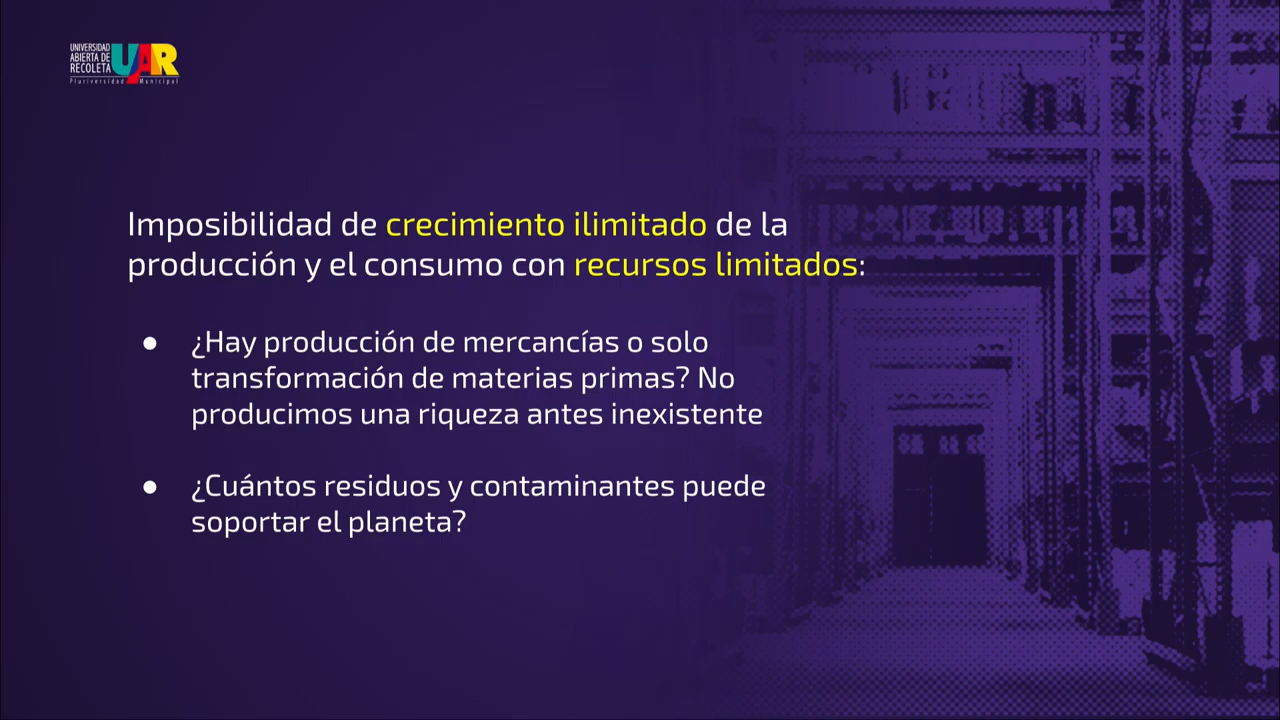 UNIVERSIDAD
ABIERTA DE
RECOLETA
UAR
Pluriversidad Municipal
Imposibilidad de crecimiento ilimitado de la
producción y el consumo con recursos limitados:
● ¿Hay producción de mercancías o solo
transformación de materias primas? No
producimos una riqueza antes inexistente
● ¿Cuántos residuos y contaminantes puede
soportar el planeta?